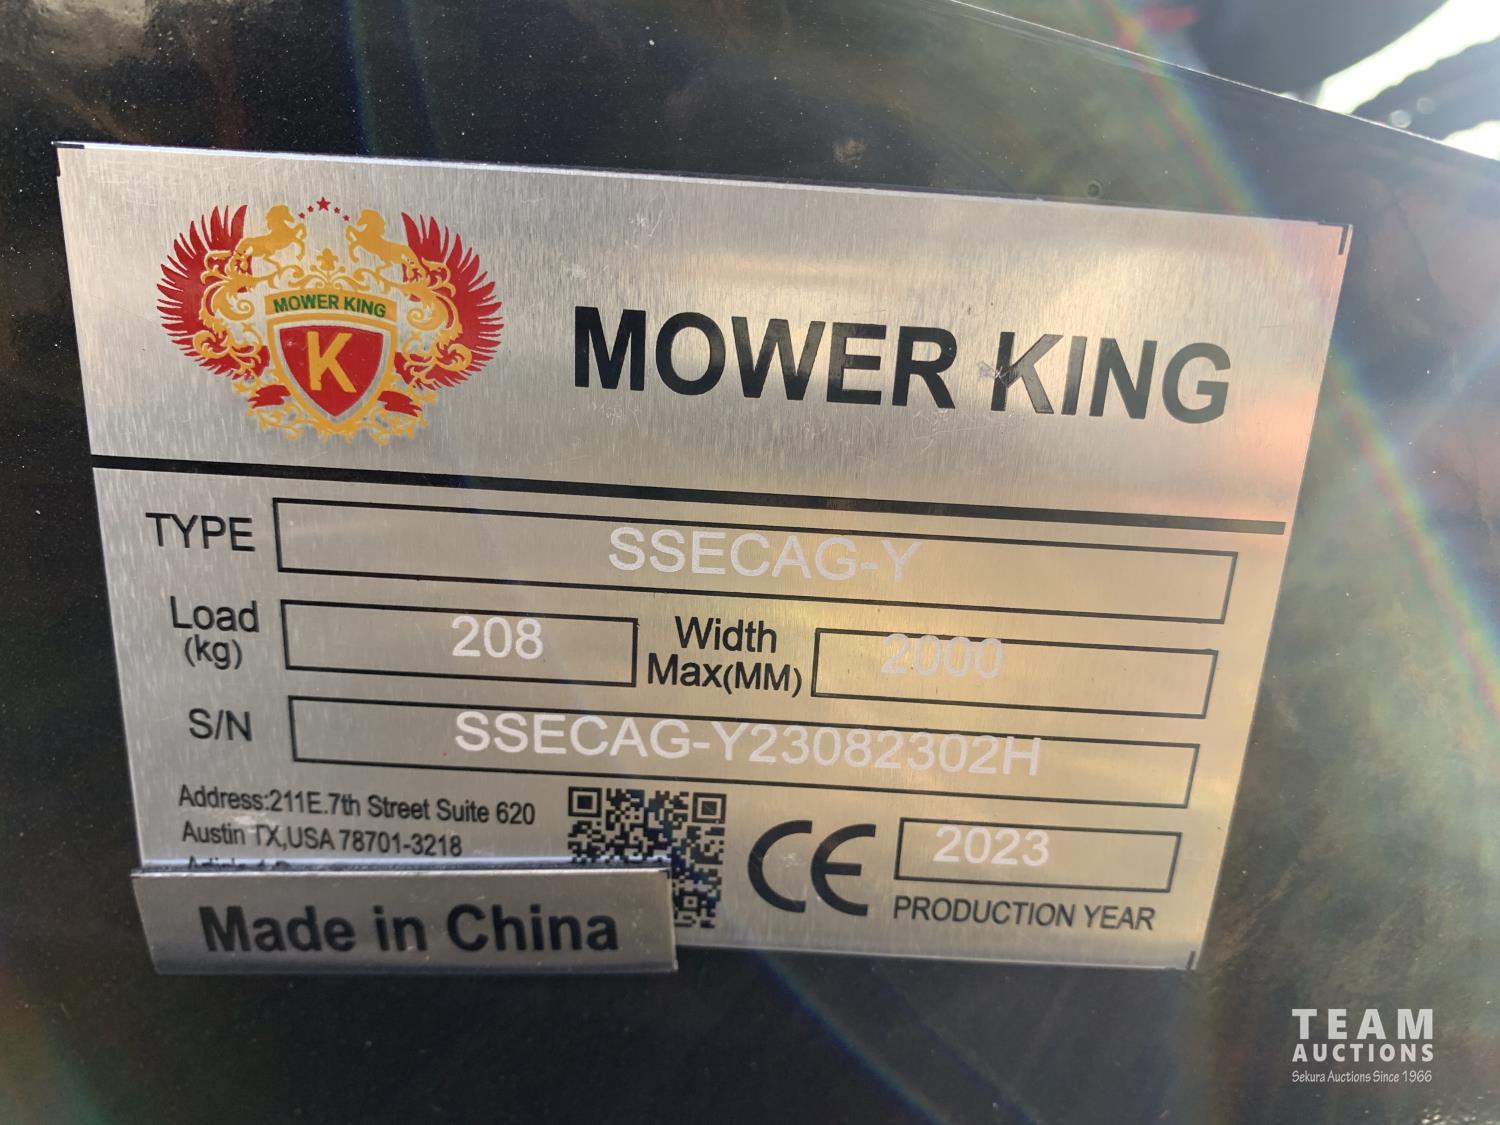 MOWER KING
K
MOWER KING
TYPE SSECAG-Y
Load (kg) 208 Width Max(MM) 2000
S/N SSECAG-Y23082302H
Address:211E.7th Street Suite 620
Austin TX,USA 78701-3218
Made in China
CE 2023
PRODUCTION YEAR
TEAM
AUCTIONS
Sekura Auctions Since 1966